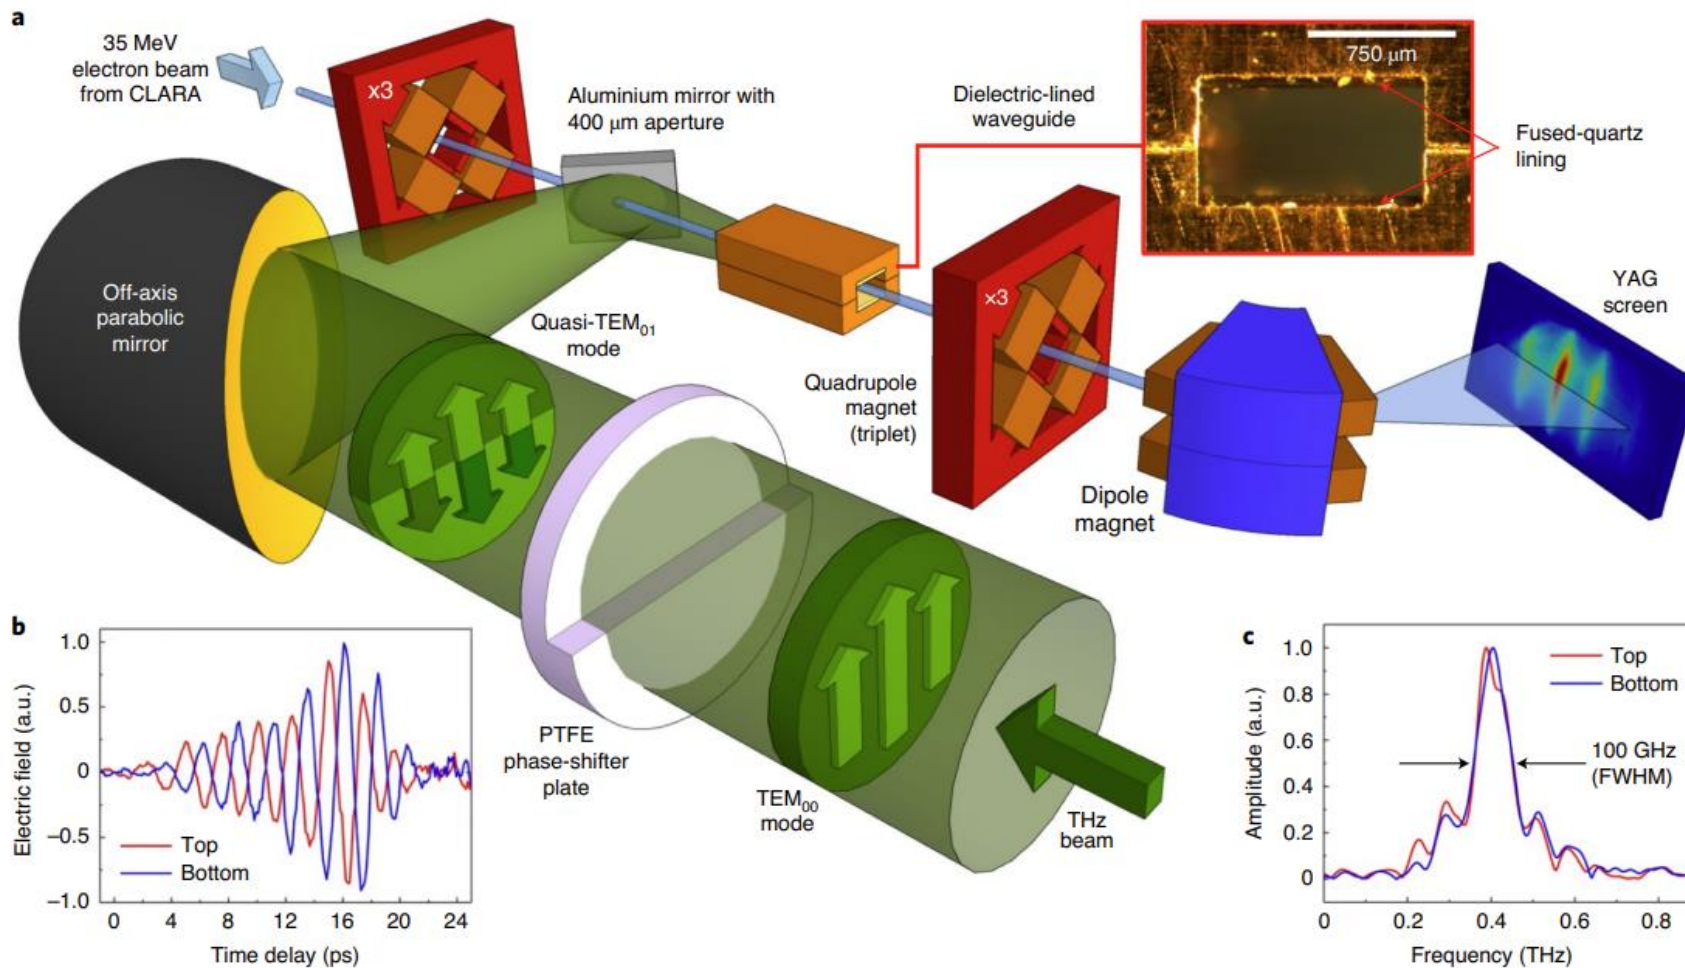 a
35 MeV
electron beam
from CLARA
x3
Aluminium mirror with
400 μm aperture
Dielectric-lined
waveguide
750 μm
Fused-quartz
lining
Off-axis
parabolic
mirror
Quasi-TEM01
mode
x3
Quadrupole
magnet
(triplet)
Dipole
magnet
YAG
screen
PTFE
phase-shifter
plate
TEM00
mode
THz
beam
b
1.0
0.5
0
–0.5
–1.0
Electric field (a.u.)
Top
Bottom
0 4 8 12 16 20 24
Time delay (ps)
c
1.0
0.8
0.6
0.4
0.2
0
Amplitude (a.u.)
Top
Bottom
100 GHz
(FWHM)
0 0.2 0.4 0.6 0.8
Frequency (THz)